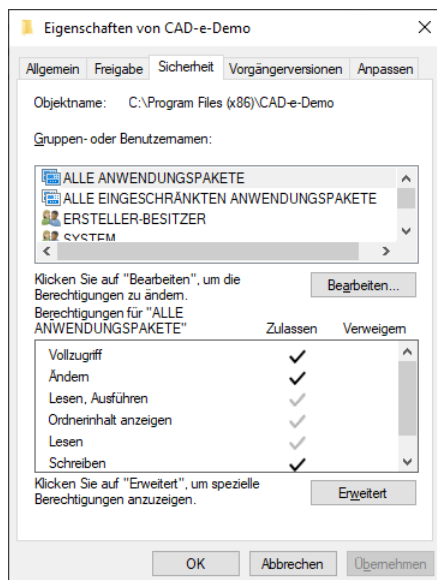 Eigenschaften von CAD-e-Demo
Allgemein Freigabe Sicherheit Vorgängerversionen Anpassen
Objektname: C:\Program Files (x86)\CAD-e-Demo
Gruppen- oder Benutzernamen:
ALLE ANWENDUNGSPAKETE
ALLE EINGESCHRÄNKTEN ANWENDUNGSPAKETE
ERSTELLER-BESITZER
SYSTEM
Klicken Sie auf "Bearbeiten", um die
Berechtigungen zu ändern.
Bearbeiten...
Berechtigungen für "ALLE
ANWENDUNGSPAKETE" Zulassen Verweigern
Vollzugriff
Ändern
Lesen, Ausführen
Ordnerinhalt anzeigen
Lesen
Schreiben
Klicken Sie auf "Erweitert", um spezielle
Berechtigungen anzuzeigen.
Erweitert
OK Abbrechen Übernehmen